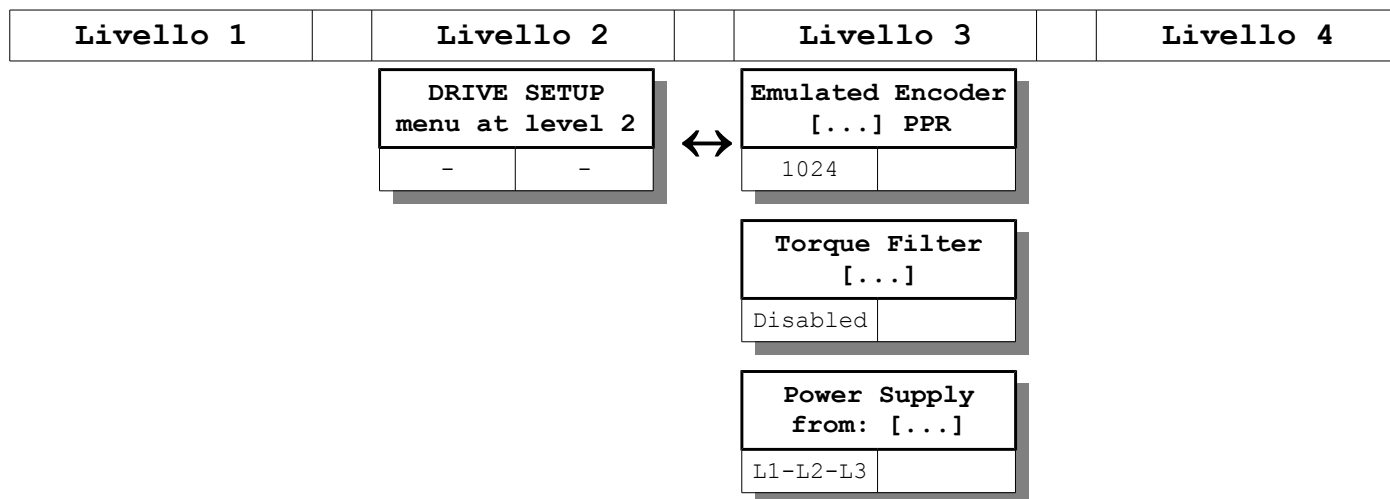 Livello 1 Livello 2 Livello 3 Livello 4
DRIVE SETUP
menu at level 2
- -
Emulated Encoder
[...] PPR
1024
Torque Filter
[...]
Disabled
Power Supply
from: [...]
L1-L2-L3